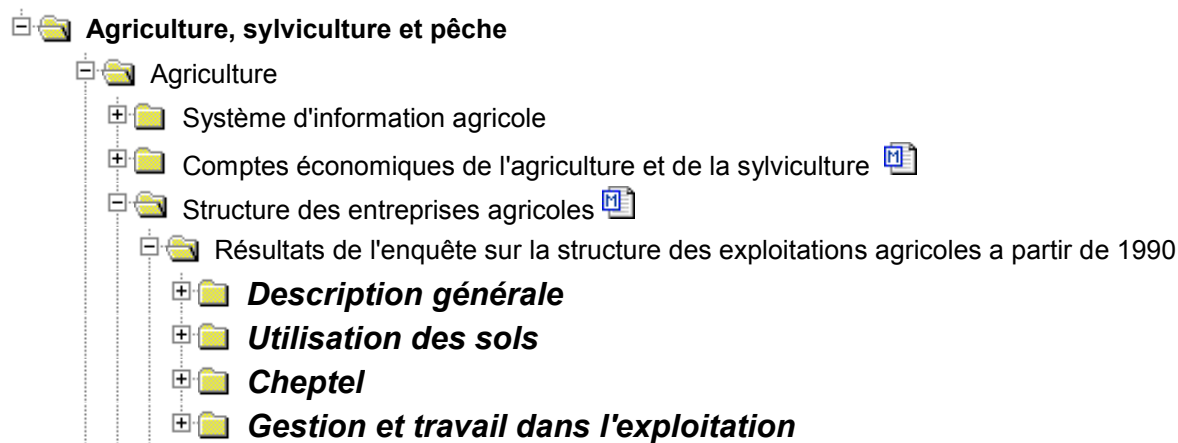 Agriculture, sylviculture et pêche
Agriculture
Système d'information agricole
Comptes économiques de l'agriculture et de la sylviculture M
Structure des entreprises agricoles M
Résultats de l'enquête sur la structure des exploitations agricoles a partir de 1990
Description générale
Utilisation des sols
Cheptel
Gestion et travail dans l'exploitation